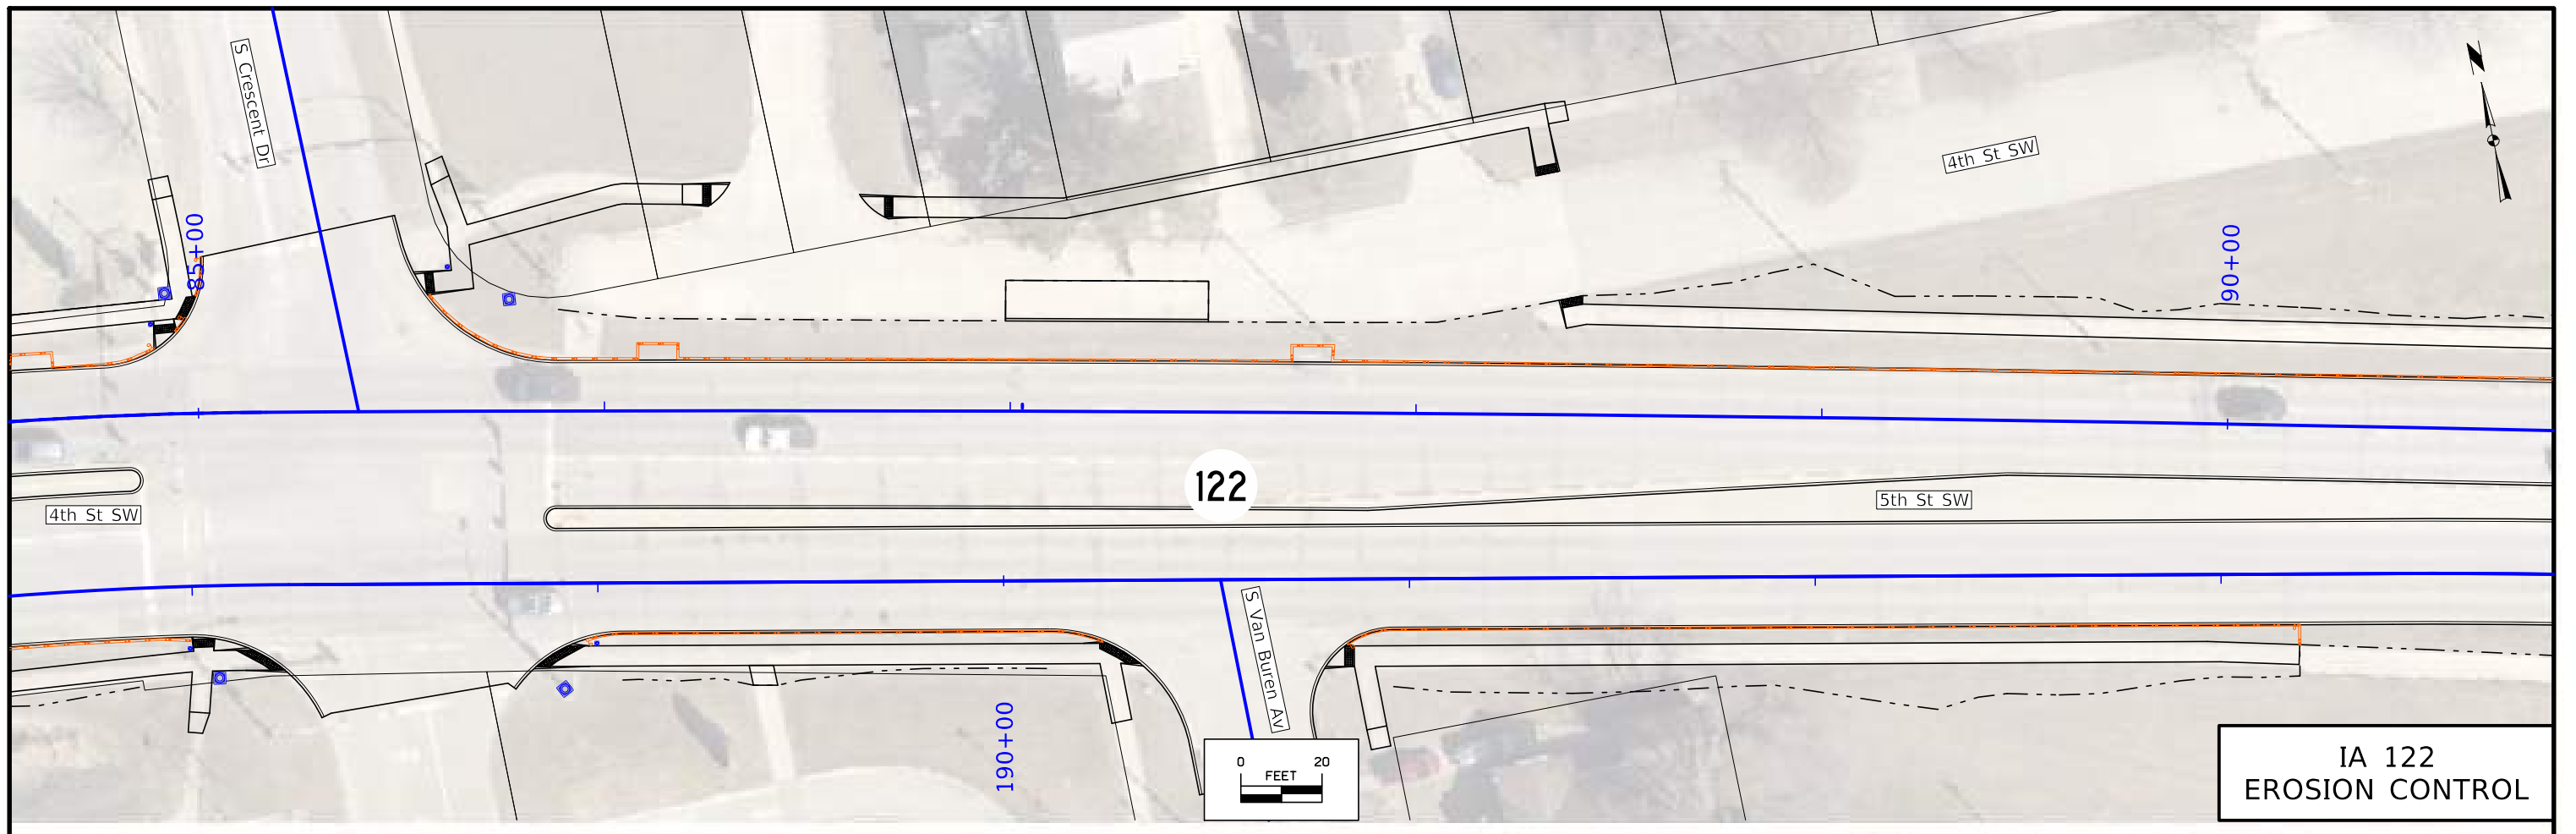 S Crescent Dr
4th St SW
85+00
90+00
122
5th St SW
4th St SW
S Van Buren Av
190+00
0 20
FEET
IA 122
EROSION CONTROL
N